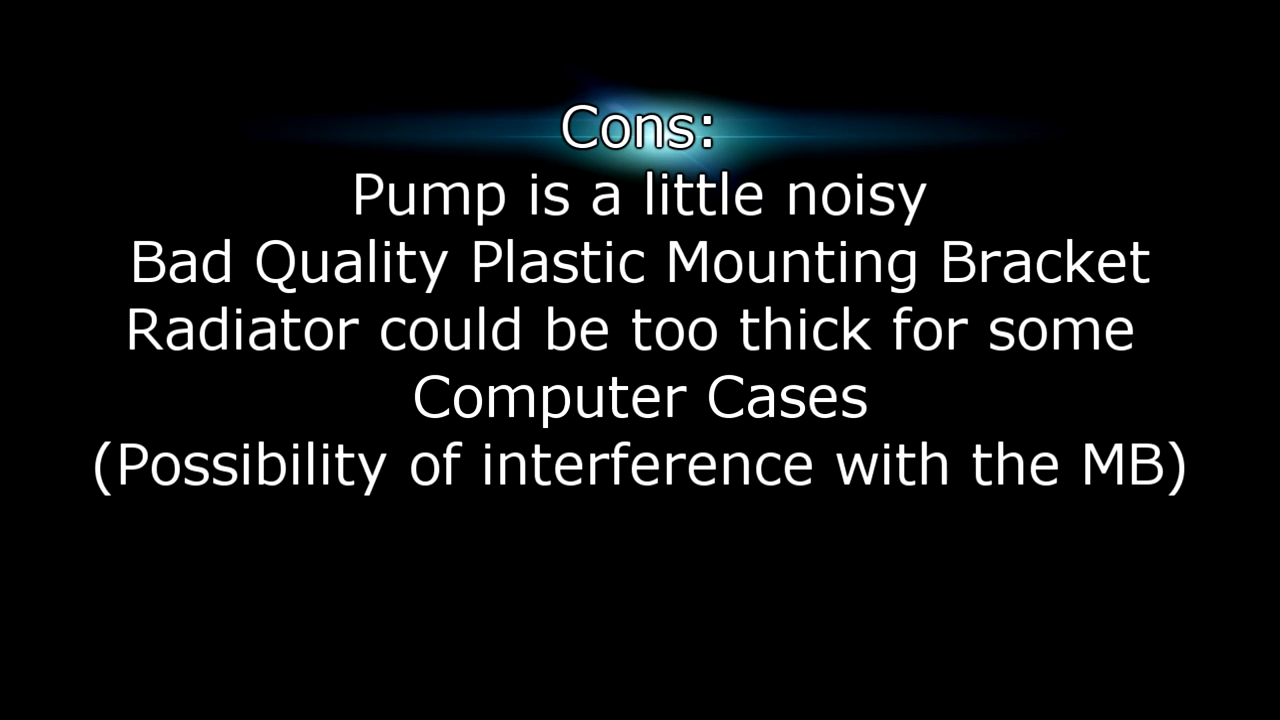 Cons:
Pump is a little noisy
Bad Quality Plastic Mounting Bracket
Radiator could be too thick for some
Computer Cases
(Possibility of interference with the MB)